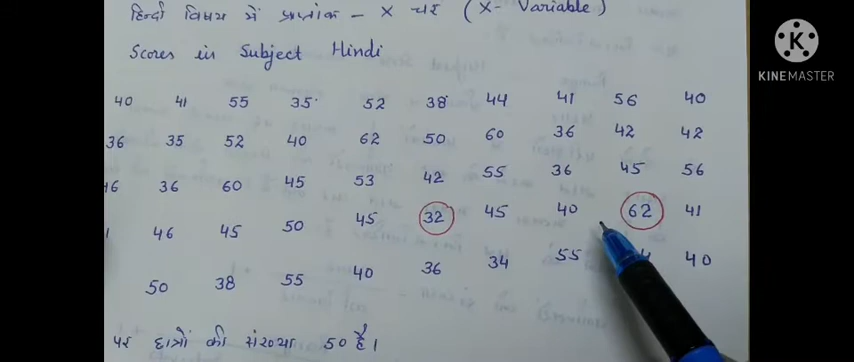 हिन्दी विषय में प्राप्तांक – X चर (X- Variable)
Scores in Subject Hindi
KINEMASTER
40 41 55 35 52 38 44 41 56 40
36 35 52 40 62 50 60 36 42 42
36 60 45 53 42 55 36 45 56
46 45 50 45 32 45 40 62 41
50 38 55 40 36 34 55 40
पर छात्रों की संख्या 50 है।